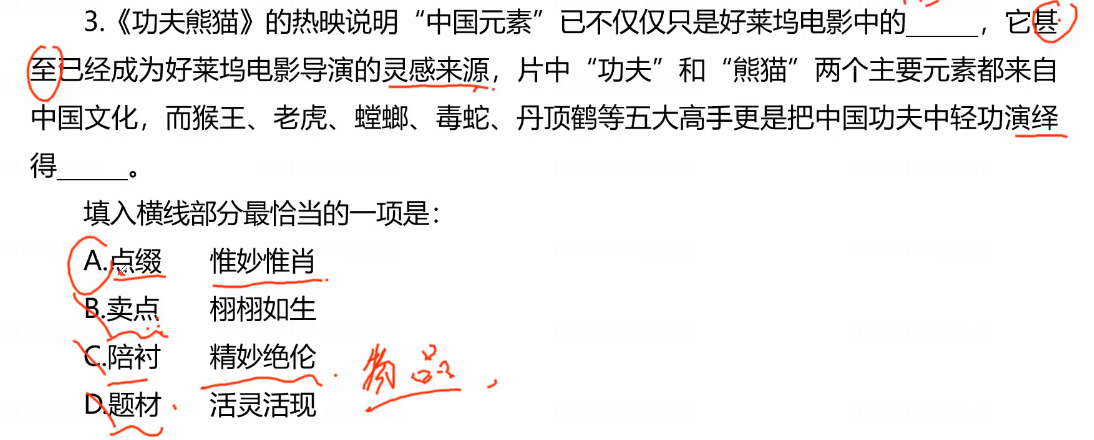 3.《功夫熊猫》的热映说明“中国元素”已不仅仅只是好莱坞电影中的_____，它甚
至已经成为好莱坞电影导演的灵感来源，片中“功夫”和“熊猫”两个主要元素都来自
中国文化，而猴王、老虎、螳螂、毒蛇、丹顶鹤等五大高手更是把中国功夫中轻功演绎
得_____。
填入横线部分最恰当的一项是：
A.点缀 惟妙惟肖
B.卖点 栩栩如生
C.陪衬 精妙绝伦
物品，
D.题材 活灵活现